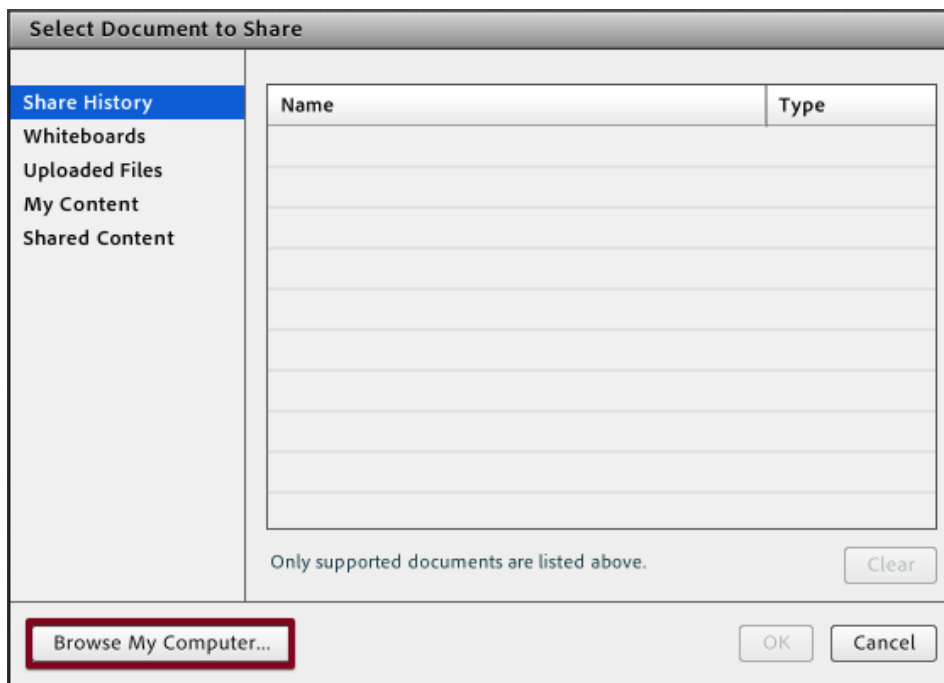 Select Document to Share
Share History
Whiteboards
Uploaded Files
My Content
Shared Content
Name Type
Only supported documents are listed above.
Clear
Browse My Computer... OK Cancel